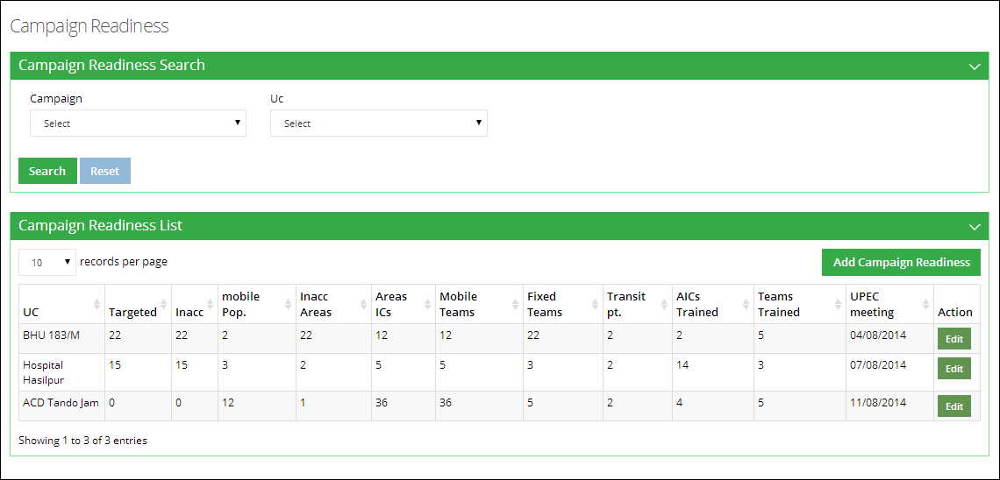 Campaign Readiness
Campaign Readiness Search
Campaign Uc
Select Select
Search Reset
Campaign Readiness List
10 records per page Add Campaign Readiness
UC Targeted Inacc mobile Pop. Inacc Areas Areas ICs Mobile Teams Fixed Teams Transit pt. AICs Trained Teams Trained UPEC meeting Action
BHU 183/M 22 22 2 22 12 12 22 2 2 5 04/08/2014 Edit
Hospital Hasilpur 15 15 3 2 5 5 3 2 14 3 07/08/2014 Edit
ACD Tando Jam 0 0 12 1 36 36 5 2 4 5 11/08/2014 Edit
Showing 1 to 3 of 3 entries